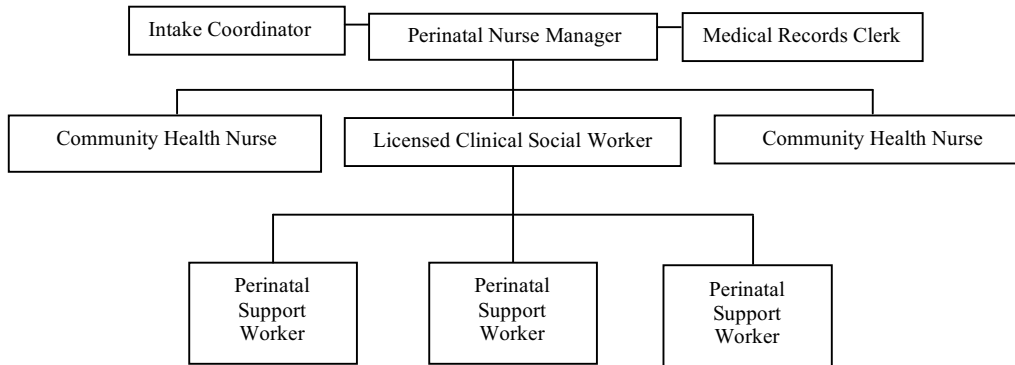 Intake Coordinator
Perinatal Nurse Manager
Medical Records Clerk
Community Health Nurse
Licensed Clinical Social Worker
Community Health Nurse
Perinatal
Support
Worker
Perinatal
Support
Worker
Perinatal
Support
Worker